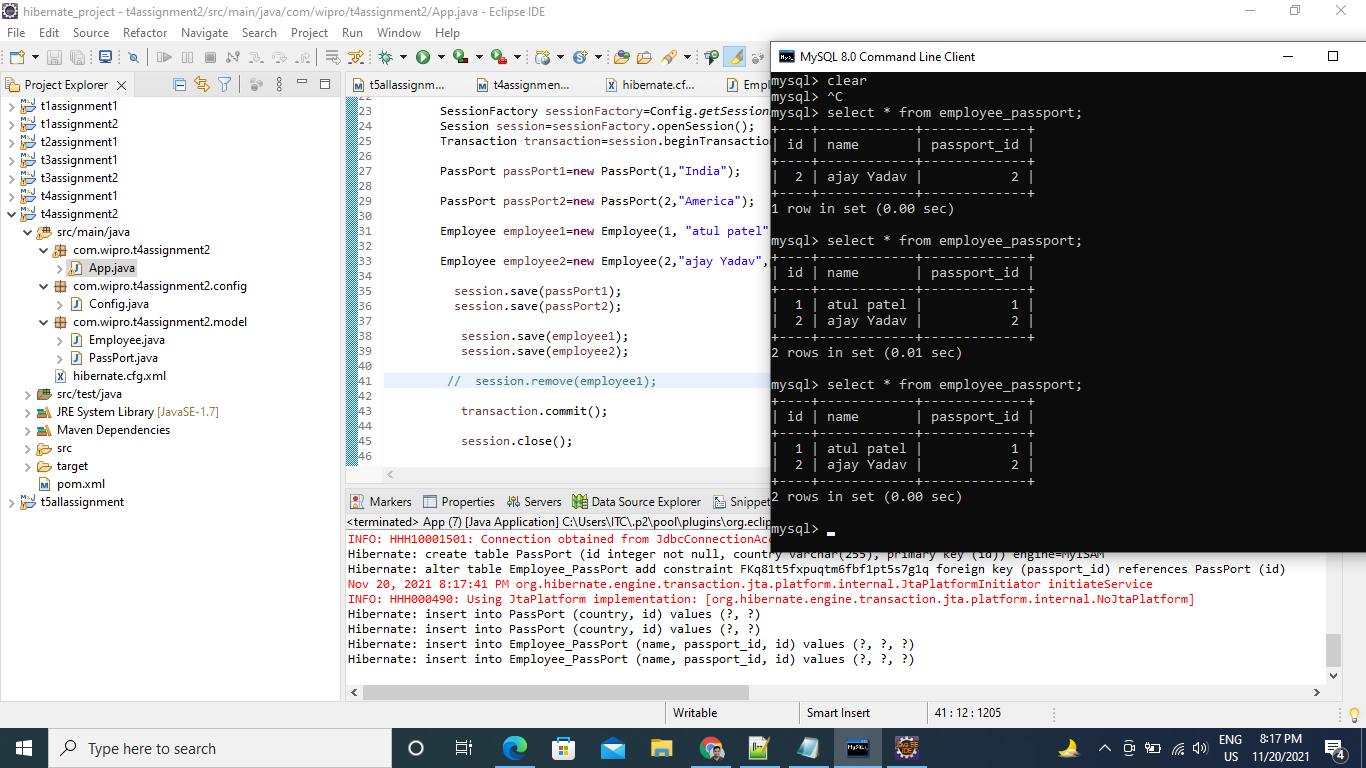 hibernate_project - t4assignment2/src/main/java/com/wipro/t4assignment2/App.java - Eclipse IDE
File Edit Source Refactor Navigate Search Project Run Window Help
Project Explorer
t1assignment1
t1assignment2
t2assignment1
t3assignment1
t3assignment2
t4assignment1
t4assignment2
src/main/java
com.wipro.t4assignment2
App.java
com.wipro.t4assignment2.config
Config.java
com.wipro.t4assignment2.model
Employee.java
PassPort.java
hibernate.cfg.xml
src/test/java
JRE System Library [JavaSE-1.7]
Maven Dependencies
src
target
pom.xml
t5allassignment
t5allassignm... t4assignmen... hibernate.cf... Empl
22
23 SessionFactory sessionFactory=Config.getSession
24 Session session=sessionFactory.openSession();
25 Transaction transaction=session.beginTransaction
26
27 PassPort passPort1=new PassPort(1,"India");
28
29 PassPort passPort2=new PassPort(2,"America");
30
31 Employee employee1=new Employee(1, "atul patel"
32
33 Employee employee2=new Employee(2,"ajay Yadav",
34
35 session.save(passPort1);
36 session.save(passPort2);
37
38 session.save(employee1);
39 session.save(employee2);
40
41 // session.remove(employee1);
42
43 transaction.commit();
44
45 session.close();
46
MySQL 8.0 Command Line Client
mysql> clear
mysql> ^C
mysql> select * from employee_passport;
+----+------------+-------------+
| id | name       | passport_id |
+----+------------+-------------+
|  2 | ajay Yadav |           2 |
+----+------------+-------------+
1 row in set (0.00 sec)
mysql> select * from employee_passport;
+----+------------+-------------+
| id | name       | passport_id |
+----+------------+-------------+
|  1 | atul patel |           1 |
|  2 | ajay Yadav |           2 |
+----+------------+-------------+
2 rows in set (0.01 sec)
mysql> select * from employee_passport;
+----+------------+-------------+
| id | name       | passport_id |
+----+------------+-------------+
|  1 | atul patel |           1 |
|  2 | ajay Yadav |           2 |
+----+------------+-------------+
2 rows in set (0.00 sec)
mysql>
Markers Properties Servers Data Source Explorer Snippet
<terminated> App (7) [Java Application] C:\Users\ITC\.p2\pool\plugins\org.eclip
INFO: HHH10001501: Connection obtained from JdbcConnectionAcc
Hibernate: create table PassPort (id integer not null, country varchar(255), primary key (id)) engine=MyISAM
Hibernate: alter table Employee_PassPort add constraint FKq81t5fxpuqtm6fbf1pt5s7g1q foreign key (passport_id) references PassPort (id)
Nov 20, 2021 8:17:41 PM org.hibernate.engine.transaction.jta.platform.internal.JtaPlatformInitiator initiateService
INFO: HHH000490: Using JtaPlatform implementation: [org.hibernate.engine.transaction.jta.platform.internal.NoJtaPlatform]
Hibernate: insert into PassPort (country, id) values (?, ?)
Hibernate: insert into PassPort (country, id) values (?, ?)
Hibernate: insert into Employee_PassPort (name, passport_id, id) values (?, ?, ?)
Hibernate: insert into Employee_PassPort (name, passport_id, id) values (?, ?, ?)
Writable Smart Insert 41 : 12 : 1205
Type here to search
ENG
US
8:17 PM
11/20/2021
4